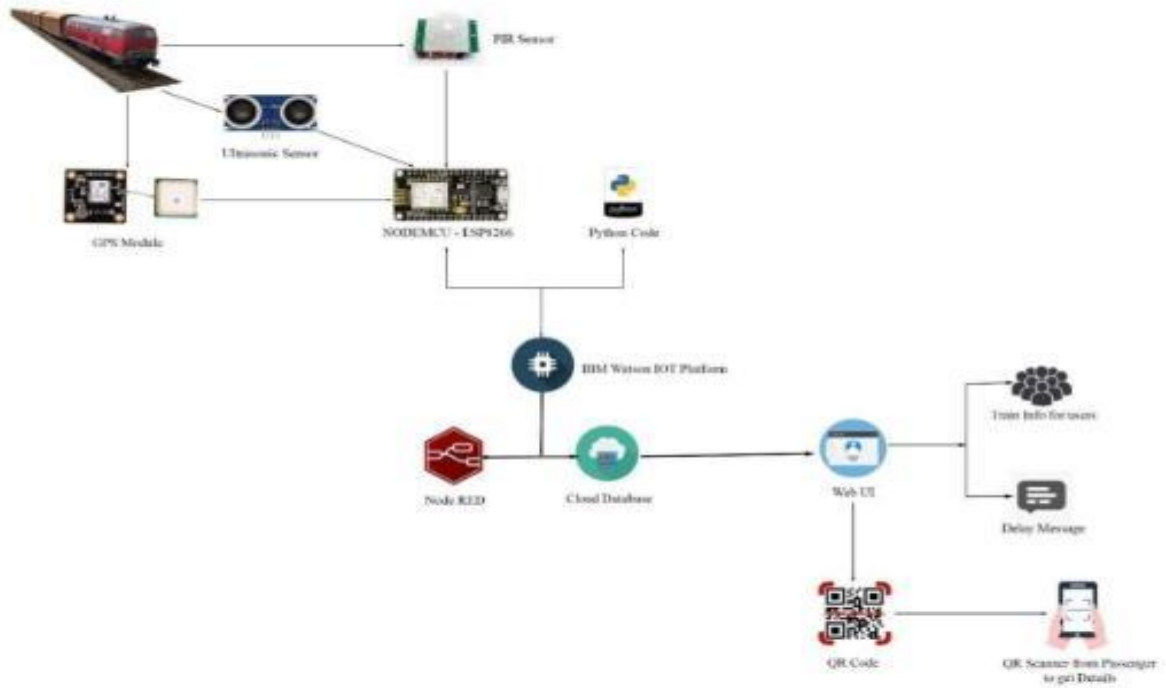 PIR Sensor
Ultrasonic Sensor
GPS Module
NODEMCU - ESP8266
python
Python Code
IBM Watson IOT Platform
Train Info for users
Node RED
Cloud Database
Web UI
Delay Message
QR Code
QR Scanner from Passenger
to get Details